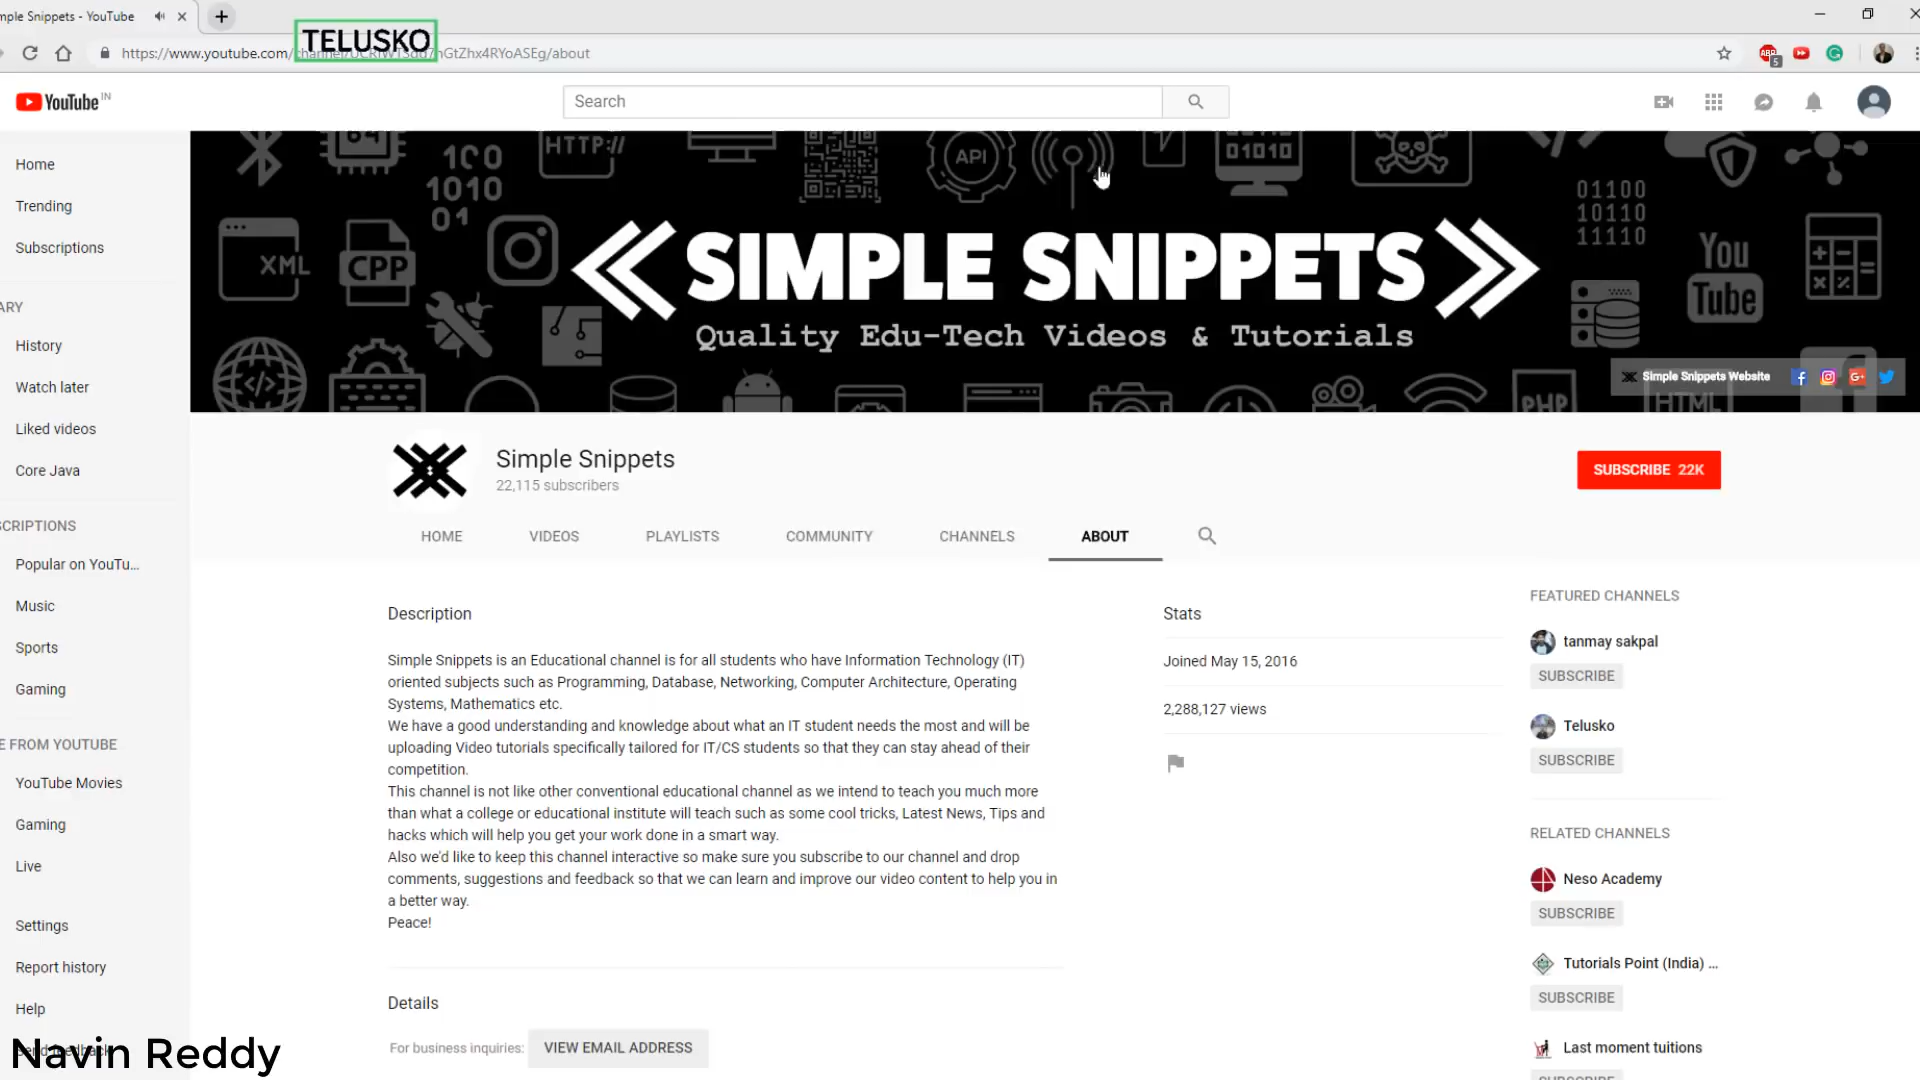 mple Snippets - YouTube
TELUSKO
https://www.youtube.com/
GtZhx4RYoASEg/about
ABP
5
YouTube IN
Search
Home
Trending
Subscriptions
ARY
History
Watch later
Liked videos
Core Java
SCRIPTIONS
Popular on YouTu...
Music
Sports
Gaming
E FROM YOUTUBE
YouTube Movies
Gaming
Live
Settings
Report history
Help
Navin Reddy
HTTP://
API
01010
100
1010
01
01100
10110
11110
XML
CPP
You
Tube
PHP
HTML
SIMPLE SNIPPETS
Quality Edu-Tech Videos & Tutorials
Simple Snippets Website
Simple Snippets
22,115 subscribers
SUBSCRIBE 22K
HOME
VIDEOS
PLAYLISTS
COMMUNITY
CHANNELS
ABOUT
Description
Simple Snippets is an Educational channel is for all students who have Information Technology (IT)
oriented subjects such as Programming, Database, Networking, Computer Architecture, Operating
Systems, Mathematics etc.
We have a good understanding and knowledge about what an IT student needs the most and will be
uploading Video tutorials specifically tailored for IT/CS students so that they can stay ahead of their
competition.
This channel is not like other conventional educational channel as we intend to teach you much more
than what a college or educational institute will teach such as some cool tricks, Latest News, Tips and
hacks which will help you get your work done in a smart way.
Also we'd like to keep this channel interactive so make sure you subscribe to our channel and drop
comments, suggestions and feedback so that we can learn and improve our video content to help you in
a better way.
Peace!
Details
For business inquiries:
VIEW EMAIL ADDRESS
Stats
Joined May 15, 2016
2,288,127 views
FEATURED CHANNELS
tanmay sakpal
SUBSCRIBE
Telusko
SUBSCRIBE
RELATED CHANNELS
Neso Academy
SUBSCRIBE
Tutorials Point (India) ...
SUBSCRIBE
Last moment tuitions
SUBSCRIBE